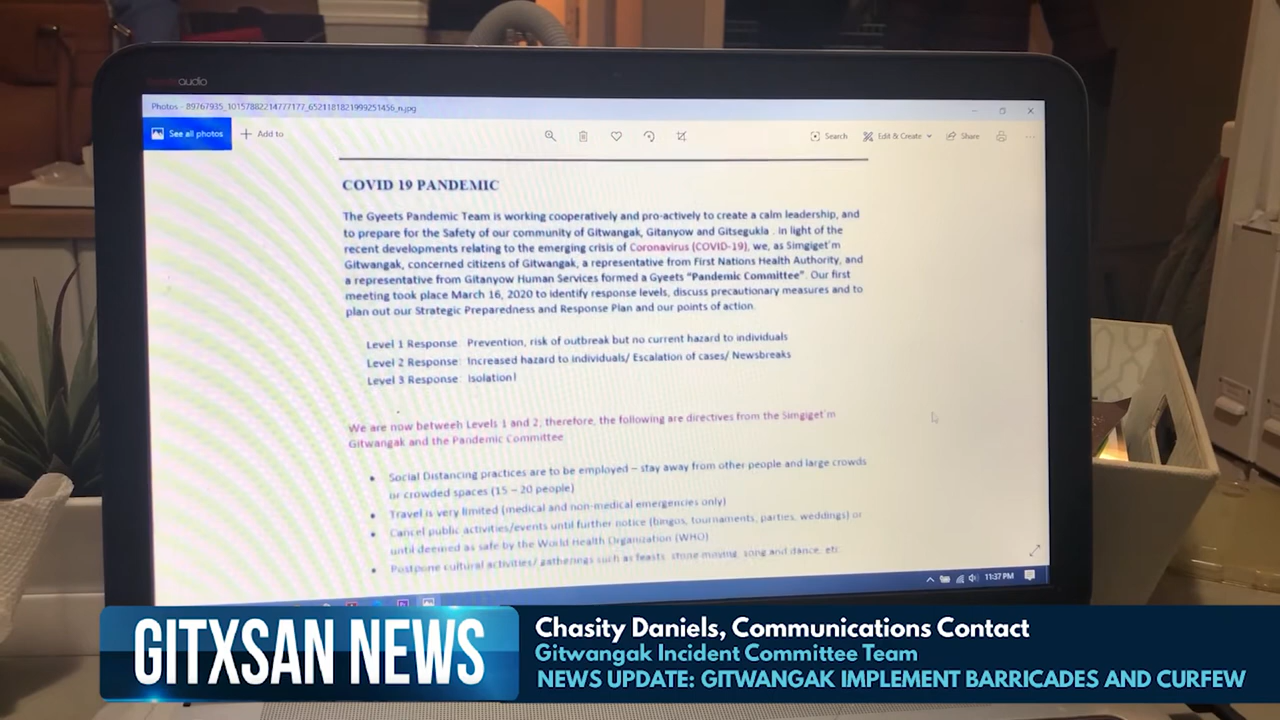 audio
Photos - 89767935_10157882214777177_6521181821999251456_n.jpg
See all photos
Add to
Search
Edit & Create
Share
COVID 19 PANDEMIC
The Gyeets Pandemic Team is working cooperatively and pro-actively to create a calm leadership, and
to prepare for the Safety of our community of Gitwangak, Gitanyow and Gitsegukla . In light of the
recent developments relating to the emerging crisis of Coronavirus (COVID-19), we, as Simgiget'm
Gitwangak, concerned citizens of Gitwangak, a representative from First Nations Health Authority, and
a representative from Gitanyow Human Services formed a Gyeets "Pandemic Committee". Our first
meeting took place March 16, 2020 to identify response levels, discuss precautionary measures and to
plan out our Strategic Preparedness and Response Plan and our points of action.
Level 1 Response: Prevention, risk of outbreak but no current hazard to individuals
Level 2 Response: Increased hazard to individuals/ Escalation of cases/ Newsbreaks
Level 3 Response: Isolation!
We are now between Levels 1 and 2, therefore, the following are directives from the Simgiget'm
Gitwangak and the Pandemic Committee
• Social Distancing practices are to be employed – stay away from other people and large crowds
or crowded spaces (15 – 20 people)
• Travel is very limited (medical and non-medical emergencies only)
• Cancel public activities/events until further notice (bingos, tournaments, parties, weddings) or
until deemed as safe by the World Health Organization (WHO)
• Postpone cultural activities/ gatherings such as feasts, stone moving, song and dance, etc.
11:37 PM
GITXSAN NEWS
Chasity Daniels, Communications Contact
Gitwangak Incident Committee Team
NEWS UPDATE: GITWANGAK IMPLEMENT BARRICADES AND CURFEW